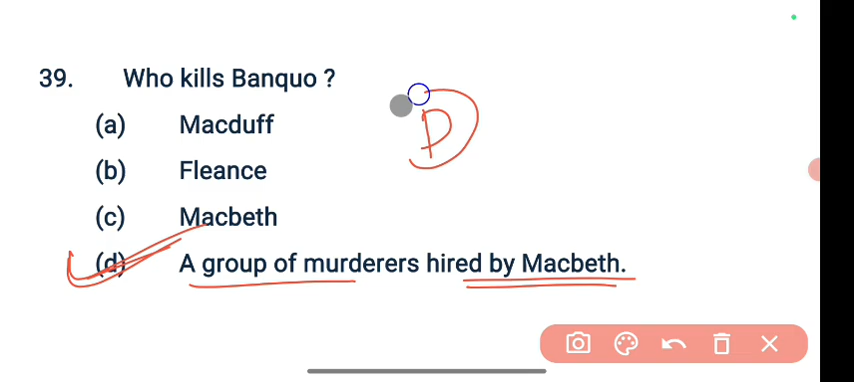 39. Who kills Banquo ?
D
(a) Macduff
(b) Fleance
(c) Macbeth
(d) A group of murderers hired by Macbeth.